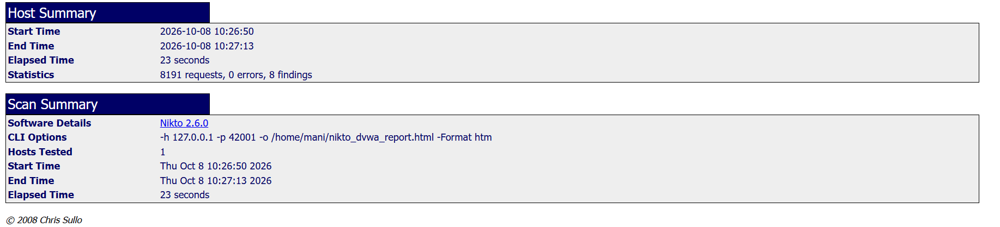 Host Summary
Start Time 2026-10-08 10:26:50
End Time 2026-10-08 10:27:13
Elapsed Time 23 seconds
Statistics 8191 requests, 0 errors, 8 findings
Scan Summary
Software Details Nikto 2.6.0
CLI Options -h 127.0.0.1 -p 42001 -o /home/mani/nikto_dvwa_report.html -Format htm
Hosts Tested 1
Start Time Thu Oct 8 10:26:50 2026
End Time Thu Oct 8 10:27:13 2026
Elapsed Time 23 seconds
© 2008 Chris Sullo